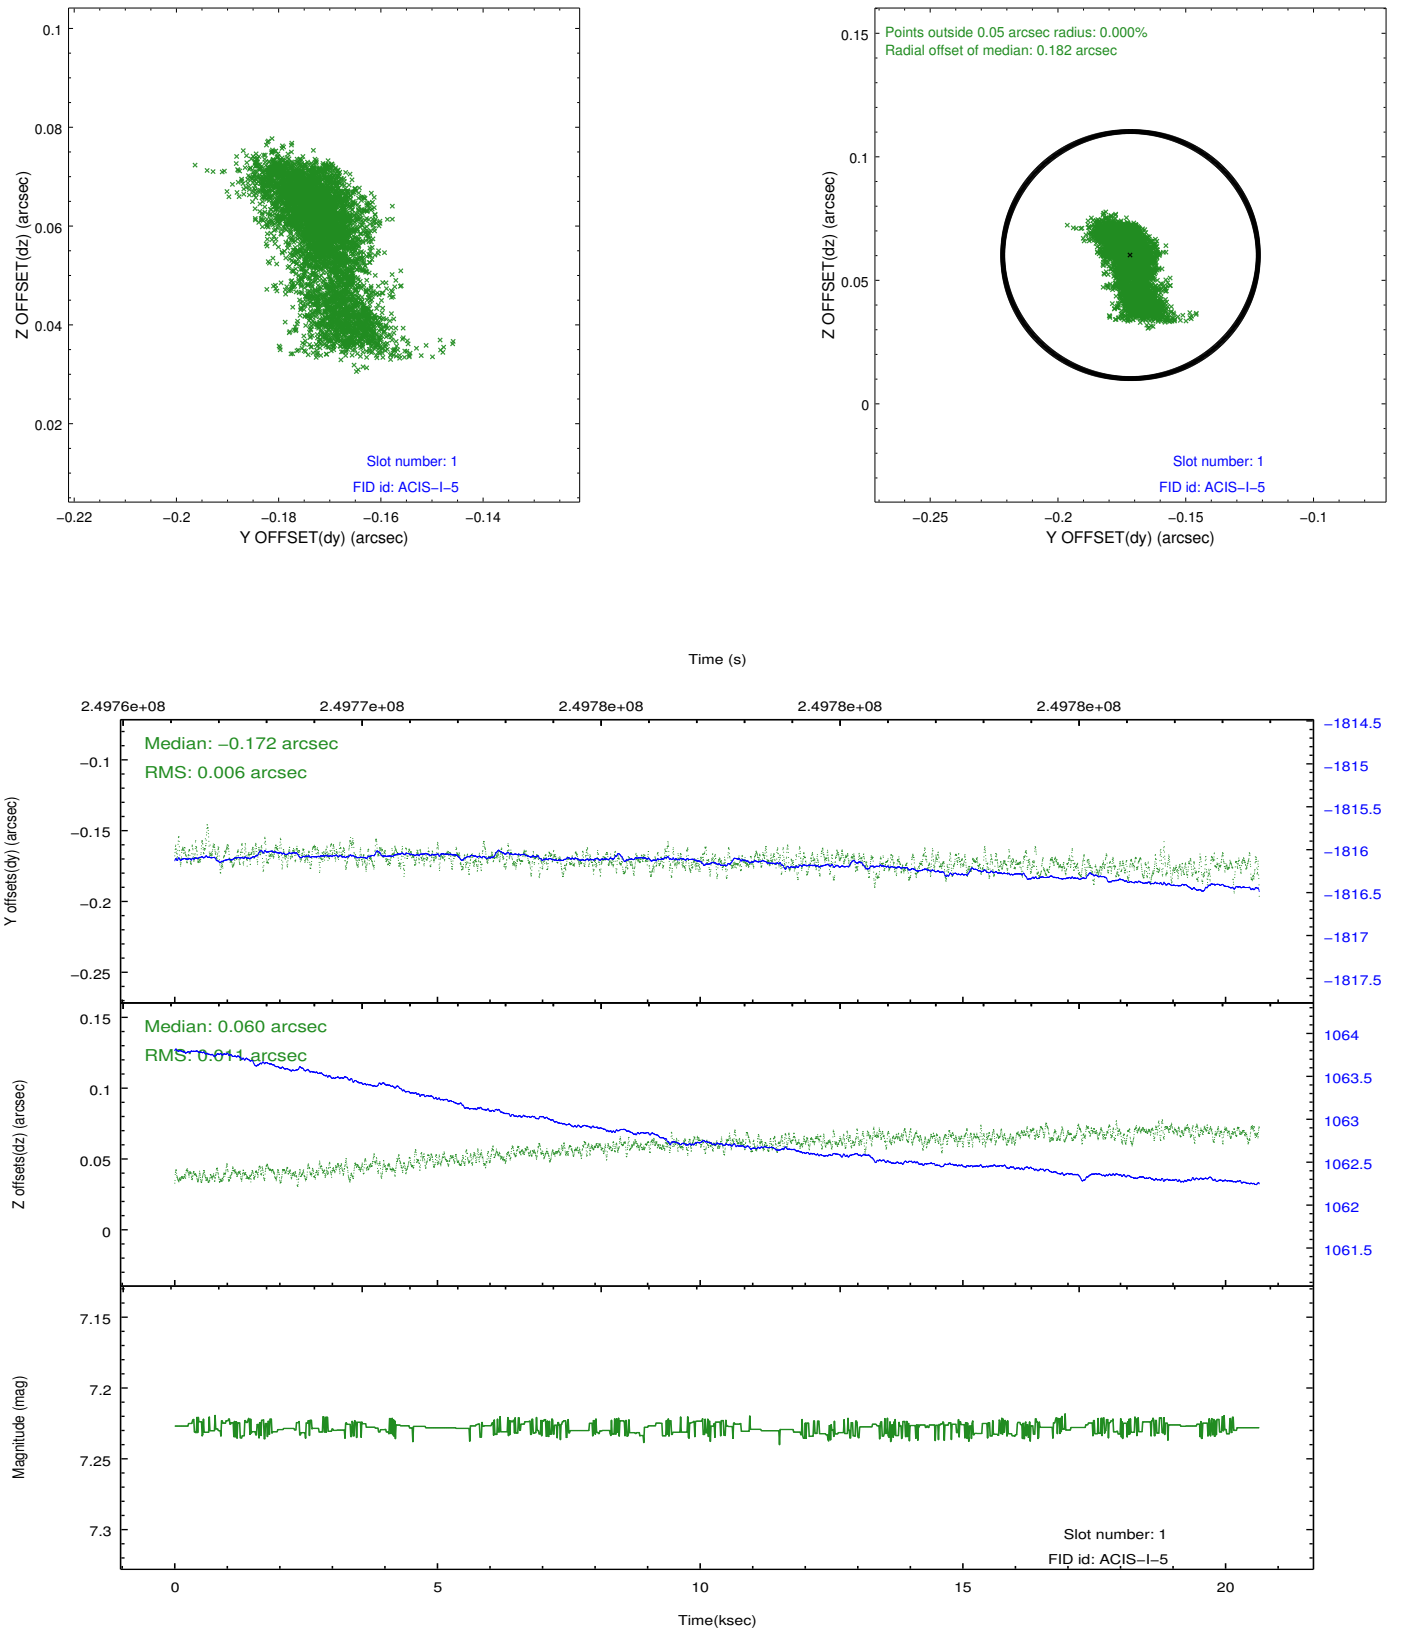 0.1
0.08
0.06
0.04
0.02
Z OFFSET(dz) (arcsec)
Slot number: 1
FID id: ACIS−I−5
−0.22 −0.2 −0.18 −0.16 −0.14
Y OFFSET(dy) (arcsec)
Points outside 0.05 arcsec radius: 0.000%
Radial offset of median: 0.182 arcsec
0.15
0.1
0.05
0
Z OFFSET(dz) (arcsec)
Slot number: 1
FID id: ACIS−I−5
−0.25 −0.2 −0.15 −0.1
Y OFFSET(dy) (arcsec)
Time (s)
2.4976e+08 2.4977e+08 2.4978e+08 2.4978e+08 2.4978e+08
Median: −0.172 arcsec
RMS: 0.006 arcsec
−0.1
−0.15
−0.2
−0.25
Y offsets(dy) (arcsec)
−1814.5
−1815
−1815.5
−1816
−1816.5
−1817
−1817.5
Median: 0.060 arcsec
RMS: 0.011 arcsec
0.15
0.1
0.05
0
Z offsets(dz) (arcsec)
1064
1063.5
1063
1062.5
1062
1061.5
7.15
7.2
7.25
7.3
Magnitude (mag)
Slot number: 1
FID id: ACIS−I−5
0 5 10 15 20
Time(ksec)